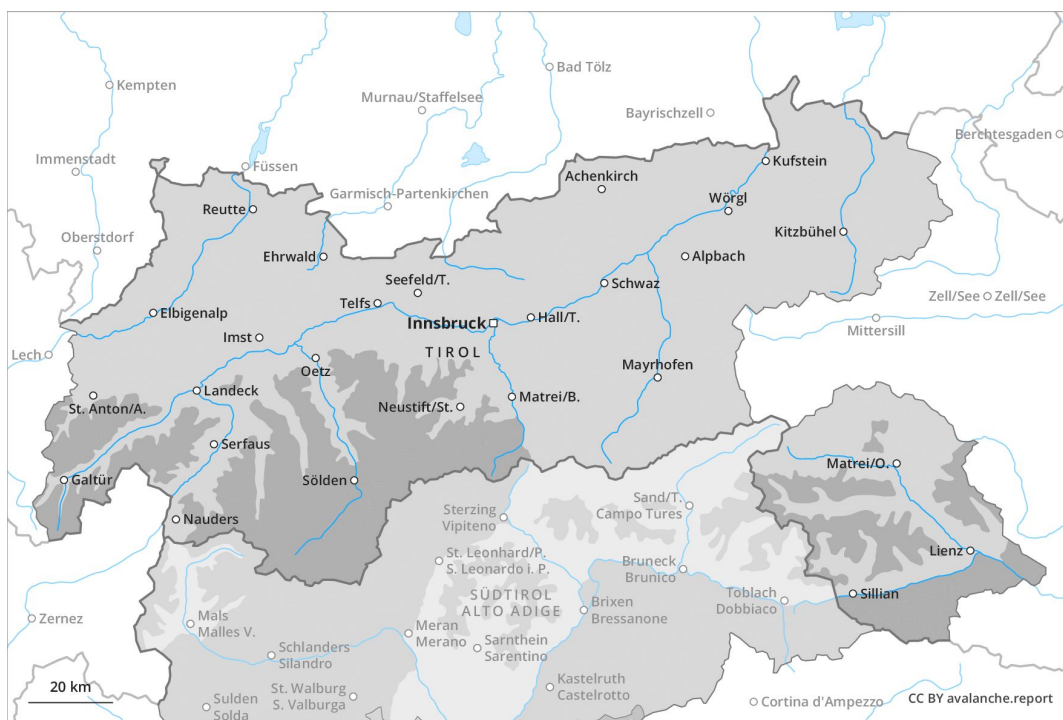 Kempten
Bad Tölz
Murnau/Staffelsee
Bayrischzell
Berchtesgaden
Immenstadt
Füssen
Kufstein
Achenkirch
Garmisch-Partenkirchen
Wörgl
Reutte
Oberstdorf
Kitzbühel
Ehrwald
Alpbach
Seefeld/T.
Schwaz
Telfs
Zell/See
Zell/See
Elbigenalp
Hall/T.
Innsbruck
Mittersill
Imst
TIROL
Lech
Oetz
Mayrhofen
Landeck
St. Anton/A.
Neustift/St.
Matrei/B.
Serfaus
Matrei/O.
Galtür
Sölden
Sand/T.
Campo Tures
Nauders
Sterzing
Vipiteno
Lienz
St. Leonhard/P.
S. Leonardo i. P.
Bruneck
Brunico
SÜDTIROL
ALTO ADIGE
Toblach
Dobbiaco
Sillian
Brixen
Bressanone
Zernez
Mals
Malles V.
Meran
Merano
Sarnthein
Sarentino
Schlanders
Silandro
20 km
St. Walburg
S. Valburga
Kastelruth
Castelrotto
Sulden
Solda
Cortina d'Ampezzo
CC BY avalanche.report